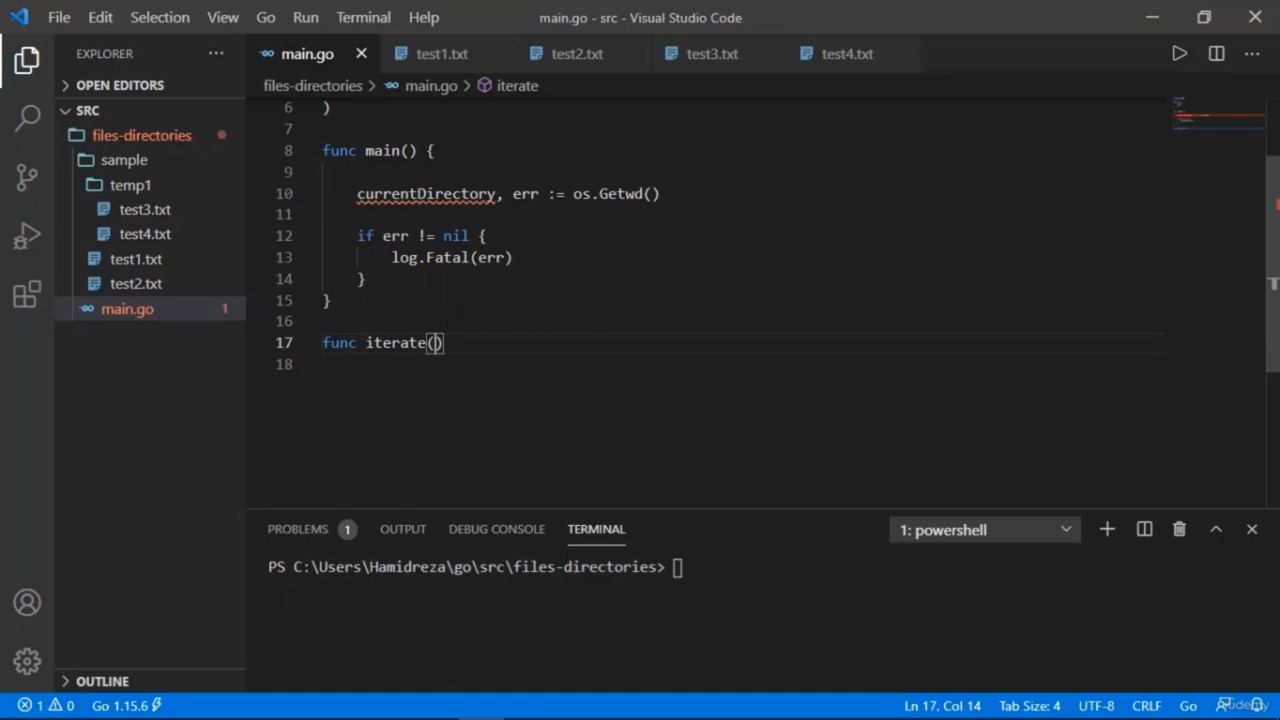 File Edit Selection View Go Run Terminal Help main.go - src - Visual Studio Code
EXPLORER
main.go
test1.txt
test2.txt
test3.txt
test4.txt
OPEN EDITORS
files-directories > main.go > iterate
SRC
files-directories
sample
temp1
test3.txt
test4.txt
test1.txt
test2.txt
main.go 1
OUTLINE
6 )
7
8 func main() {
9
10 currentDirectory, err := os.Getwd()
11
12 if err != nil {
13 log.Fatal(err)
14 }
15 }
16
17 func iterate()
18
PROBLEMS 1 OUTPUT DEBUG CONSOLE TERMINAL 1: powershell
PS C:\Users\Hamidreza\go\src\files-directories>
1 0 Go 1.15.6 Ln 17, Col 14 Tab Size: 4 UTF-8 CRLF Go
Udemy